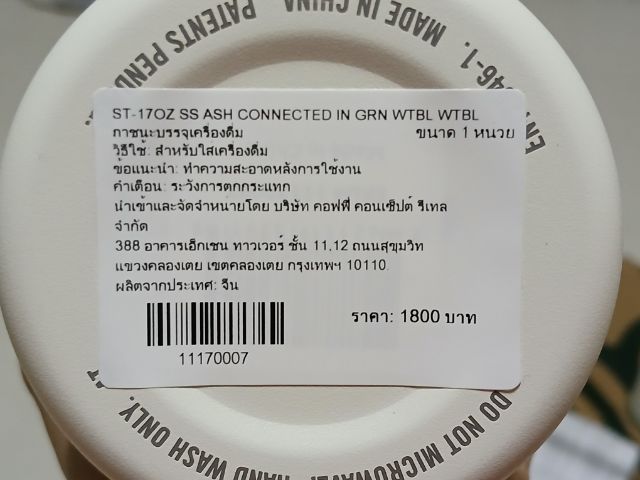 MADE IN CHINA
PATENTS PEND
046-1.
ST-17OZ SS ASH CONNECTED IN GRN WTBL WTBL
ภาชนะบรรจุเครื่องดื่ม ขนาด 1 หน่วย
วิธีใช้: สำหรับใส่เครื่องดื่ม
ข้อแนะนำ: ทำความสะอาดหลังการใช้งาน
คำเตือน: ระวังการตกกระแทก
นำเข้าและจัดจำหน่ายโดย บริษัท คอฟฟี่ คอนเซ็ปต์ รีเทล
จำกัด
388 อาคารเอ็กเชน ทาวเวอร์ ชั้น 11,12 ถนนสุขุมวิท
แขวงคลองเตย เขตคลองเตย กรุงเทพฯ 10110
ผลิตจากประเทศ: จีน
ราคา: 1800 บาท
11170007
HAND WASH ONLY.
DO NOT MICROWAVE.